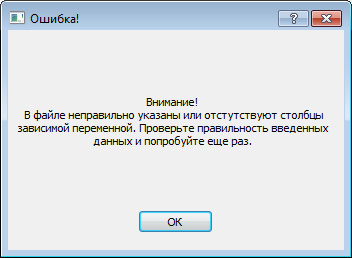 Ошибка!
?
Внимание!
В файле неправильно указаны или отстутствуют столбцы
зависимой переменной. Проверьте правильность введенных
данных и попробуйте еще раз.
OK